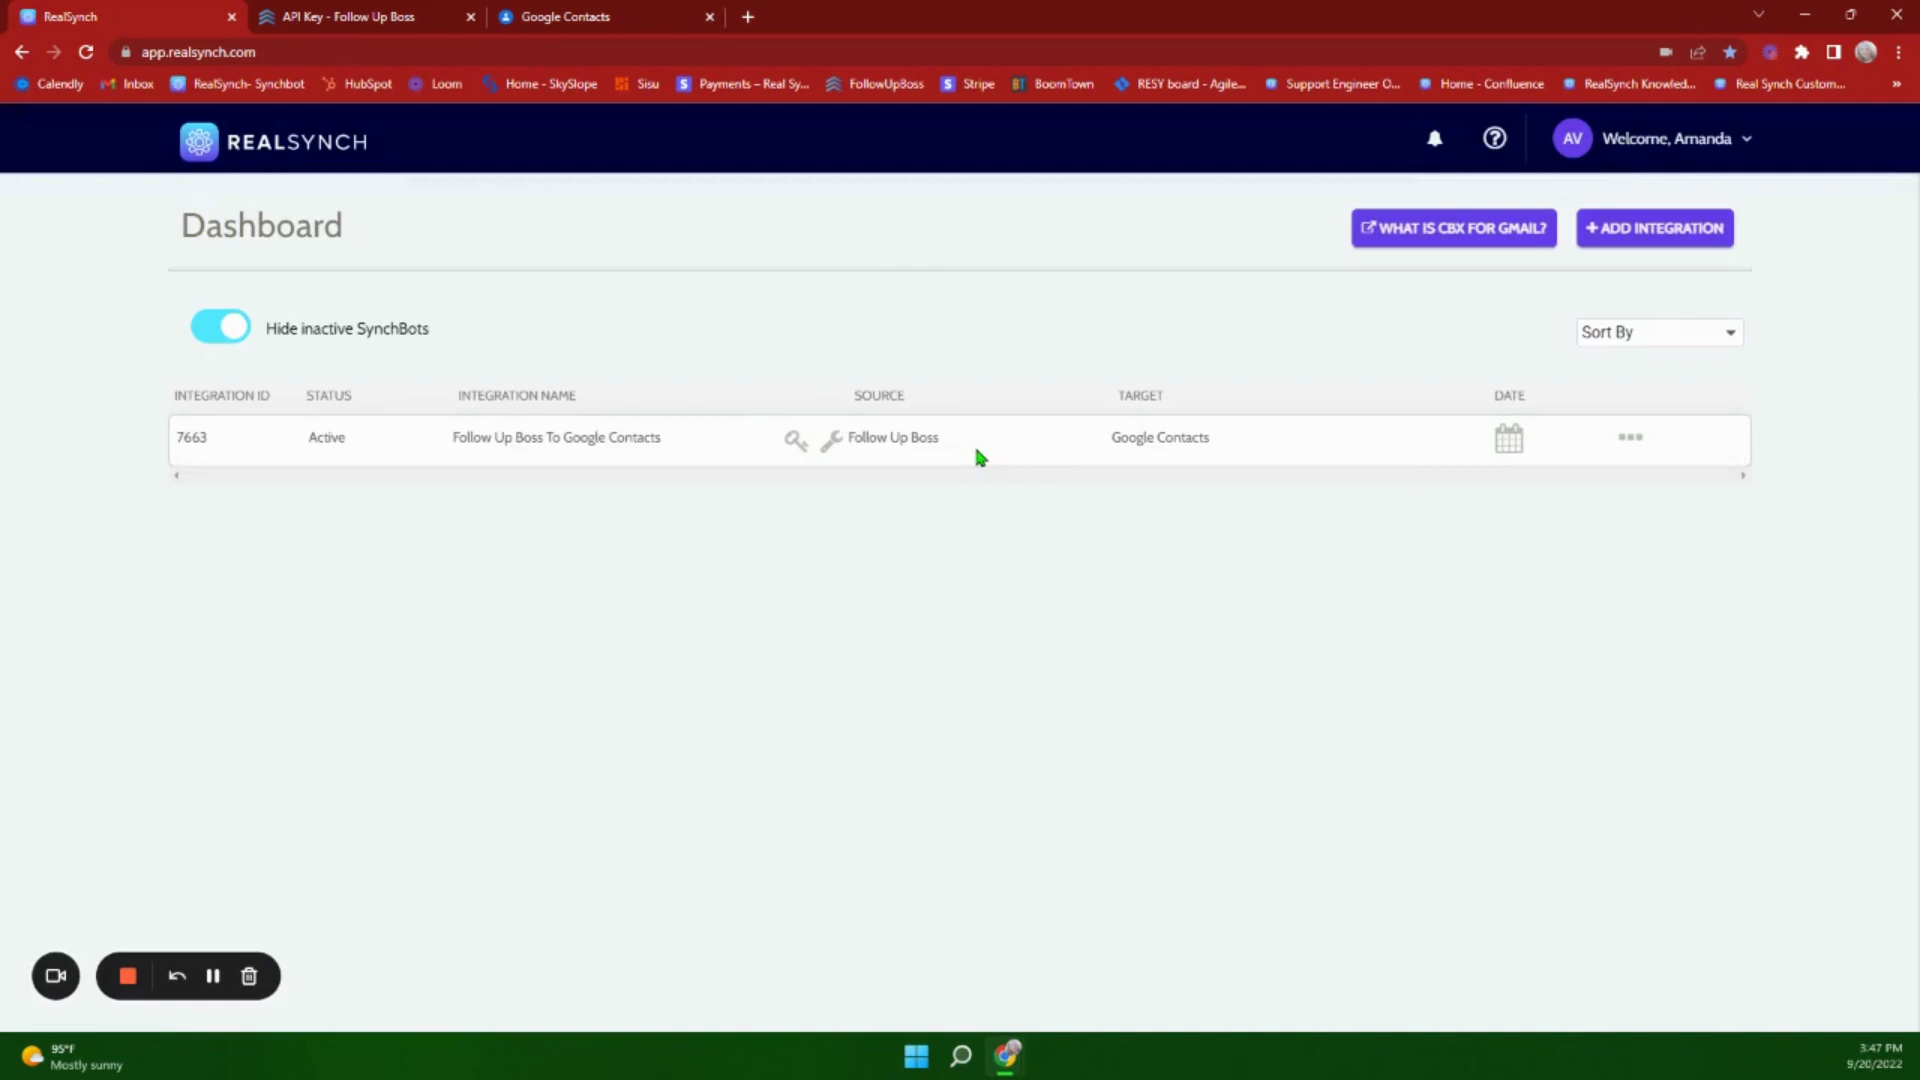 RealSynch
API Key - Follow Up Boss
Google Contacts
app.realsynch.com
Calendly
Inbox
RealSynch- Synchbot
HubSpot
Loom
Home - SkySlope
Sisu
Payments – Real Sy...
FollowUpBoss
Stripe
BoomTown
RESY board - Agile...
Support Engineer O...
Home - Confluence
RealSynch Knowled...
Real Synch Custom...
REALSYNCH
AV
Welcome, Amanda
Dashboard
WHAT IS CBX FOR GMAIL?
+ ADD INTEGRATION
Hide inactive SynchBots
Sort By
INTEGRATION ID STATUS INTEGRATION NAME SOURCE TARGET DATE
7663 Active Follow Up Boss To Google Contacts Follow Up Boss Google Contacts
95°F
Mostly sunny
3:47 PM
9/20/2022